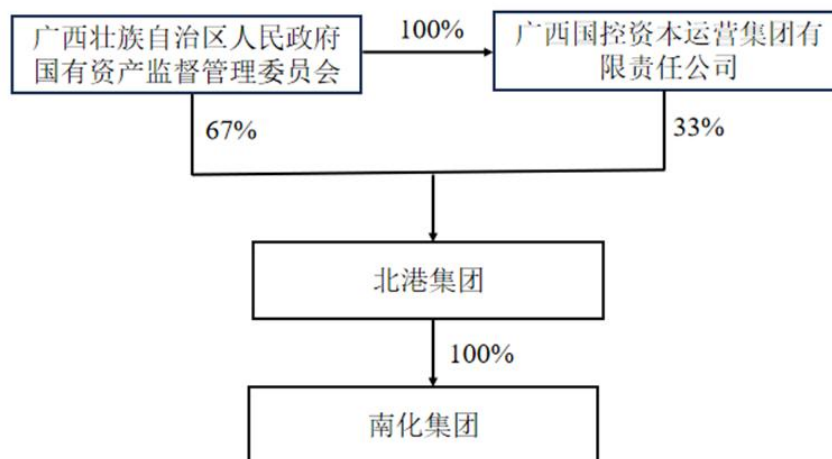 广西壮族自治区人民政府
国有资产监督管理委员会
100%
广西国控资本运营集团有
限责任公司
67%
33%
北港集团
100%
南化集团